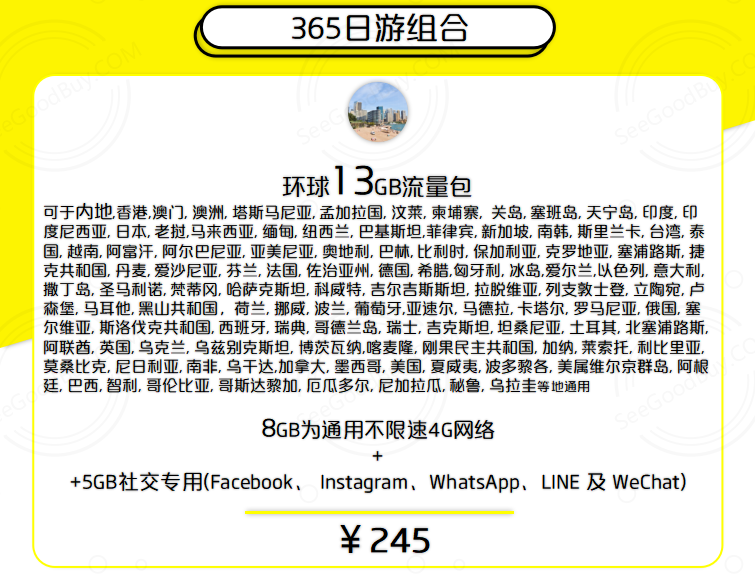 365日游组合
环球13GB流量包
可于内地,香港,澳门, 澳洲, 塔斯马尼亚, 孟加拉国, 汶莱, 柬埔寨, 关岛, 塞班岛, 天宁岛, 印度, 印
度尼西亚, 日本, 老挝,马来西亚, 缅甸, 纽西兰, 巴基斯坦,菲律宾, 新加坡, 南韩, 斯里兰卡, 台湾, 泰
国, 越南, 阿富汗, 阿尔巴尼亚, 亚美尼亚, 奥地利, 巴林, 比利时, 保加利亚, 克罗地亚, 塞浦路斯, 捷
克共和国, 丹麦, 爱沙尼亚, 芬兰, 法国, 佐治亚州, 德国, 希腊,匈牙利, 冰岛,爱尔兰,以色列, 意大利,
撒丁岛, 圣马利诺, 梵蒂冈, 哈萨克斯坦, 科威特, 吉尔吉斯斯坦, 拉脱维亚, 列支敦士登, 立陶宛, 卢
森堡, 马耳他, 黑山共和国, 荷兰, 挪威, 波兰, 葡萄牙,亚速尔, 马德拉, 卡塔尔, 罗马尼亚, 俄国, 塞
尔维亚, 斯洛伐克共和国, 西班牙, 瑞典, 哥德兰岛, 瑞士, 吉克斯坦, 坦桑尼亚, 土耳其, 北塞浦路斯,
阿联酋, 英国, 乌克兰, 乌兹别克斯坦, 博茨瓦纳,喀麦隆, 刚果民主共和国, 加纳, 莱索托, 利比里亚,
莫桑比克, 尼日利亚, 南非, 乌干达,加拿大, 墨西哥, 美国, 夏威夷, 波多黎各, 美属维尔京群岛, 阿根
廷, 巴西, 智利, 哥伦比亚, 哥斯达黎加, 厄瓜多尔, 尼加拉瓜, 秘鲁, 乌拉圭等地通用
8GB为通用不限速4G网络
+
+5GB社交专用(Facebook、Instagram、WhatsApp、LINE 及 WeChat)
￥245
SeeGoodBuy.COM